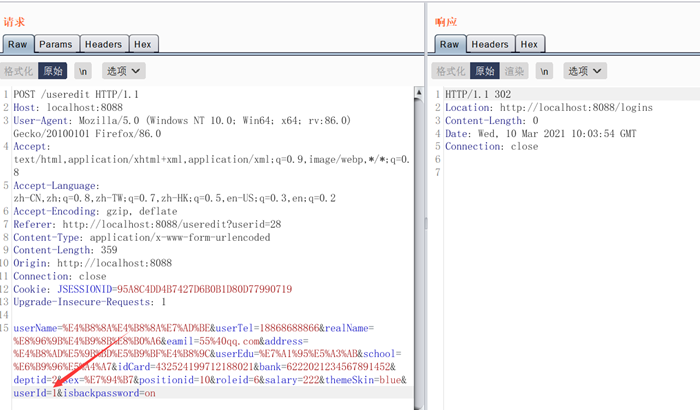 请求
Raw Params Headers Hex
格式化 原始 \n 选项
1 POST /useredit HTTP/1.1
2 Host: localhost:8088
3 User-Agent: Mozilla/5.0 (Windows NT 10.0; Win64; x64; rv:86.0)
Gecko/20100101 Firefox/86.0
4 Accept:
text/html,application/xhtml+xml,application/xml;q=0.9,image/webp,*/*;q=0.
8
5 Accept-Language:
zh-CN,zh;q=0.8,zh-TW;q=0.7,zh-HK;q=0.5,en-US;q=0.3,en;q=0.2
6 Accept-Encoding: gzip, deflate
7 Referer: http://localhost:8088/useredit?userid=28
8 Content-Type: application/x-www-form-urlencoded
9 Content-Length: 359
10 Origin: http://localhost:8088
11 Connection: close
12 Cookie: JSESSIONID=95A8C4DD4B7427D6B0B1D80D77990719
13 Upgrade-Insecure-Requests: 1
14
15 userName=%E4%B8%8A%E4%B8%8A%E7%AD%BE&userTel=18868688866&realName=
%E8%96%9B%E4%B9%8B%E8%B0%A6&eamil=55%40qq.com&address=
%E4%B8%AD%E5%9B%BD%E5%B9%BF%E4%B8%9C&userEdu=%E7%A1%95%E5%A3%AB&school=
%E6%B9%96%E5%A4%A7&idCard=432524199712188021&bank=6222021234567891452&
deptid=2&sex=%E7%94%B7&positionid=10&roleid=6&salary=222&themeSkin=blue&
userId=1&isbackpassword=on
响应
Raw Headers Hex
格式化 原始 渲染 \n 选项
1 HTTP/1.1 302
2 Location: http://localhost:8088/logins
3 Content-Length: 0
4 Date: Wed, 10 Mar 2021 10:03:54 GMT
5 Connection: close
6
7